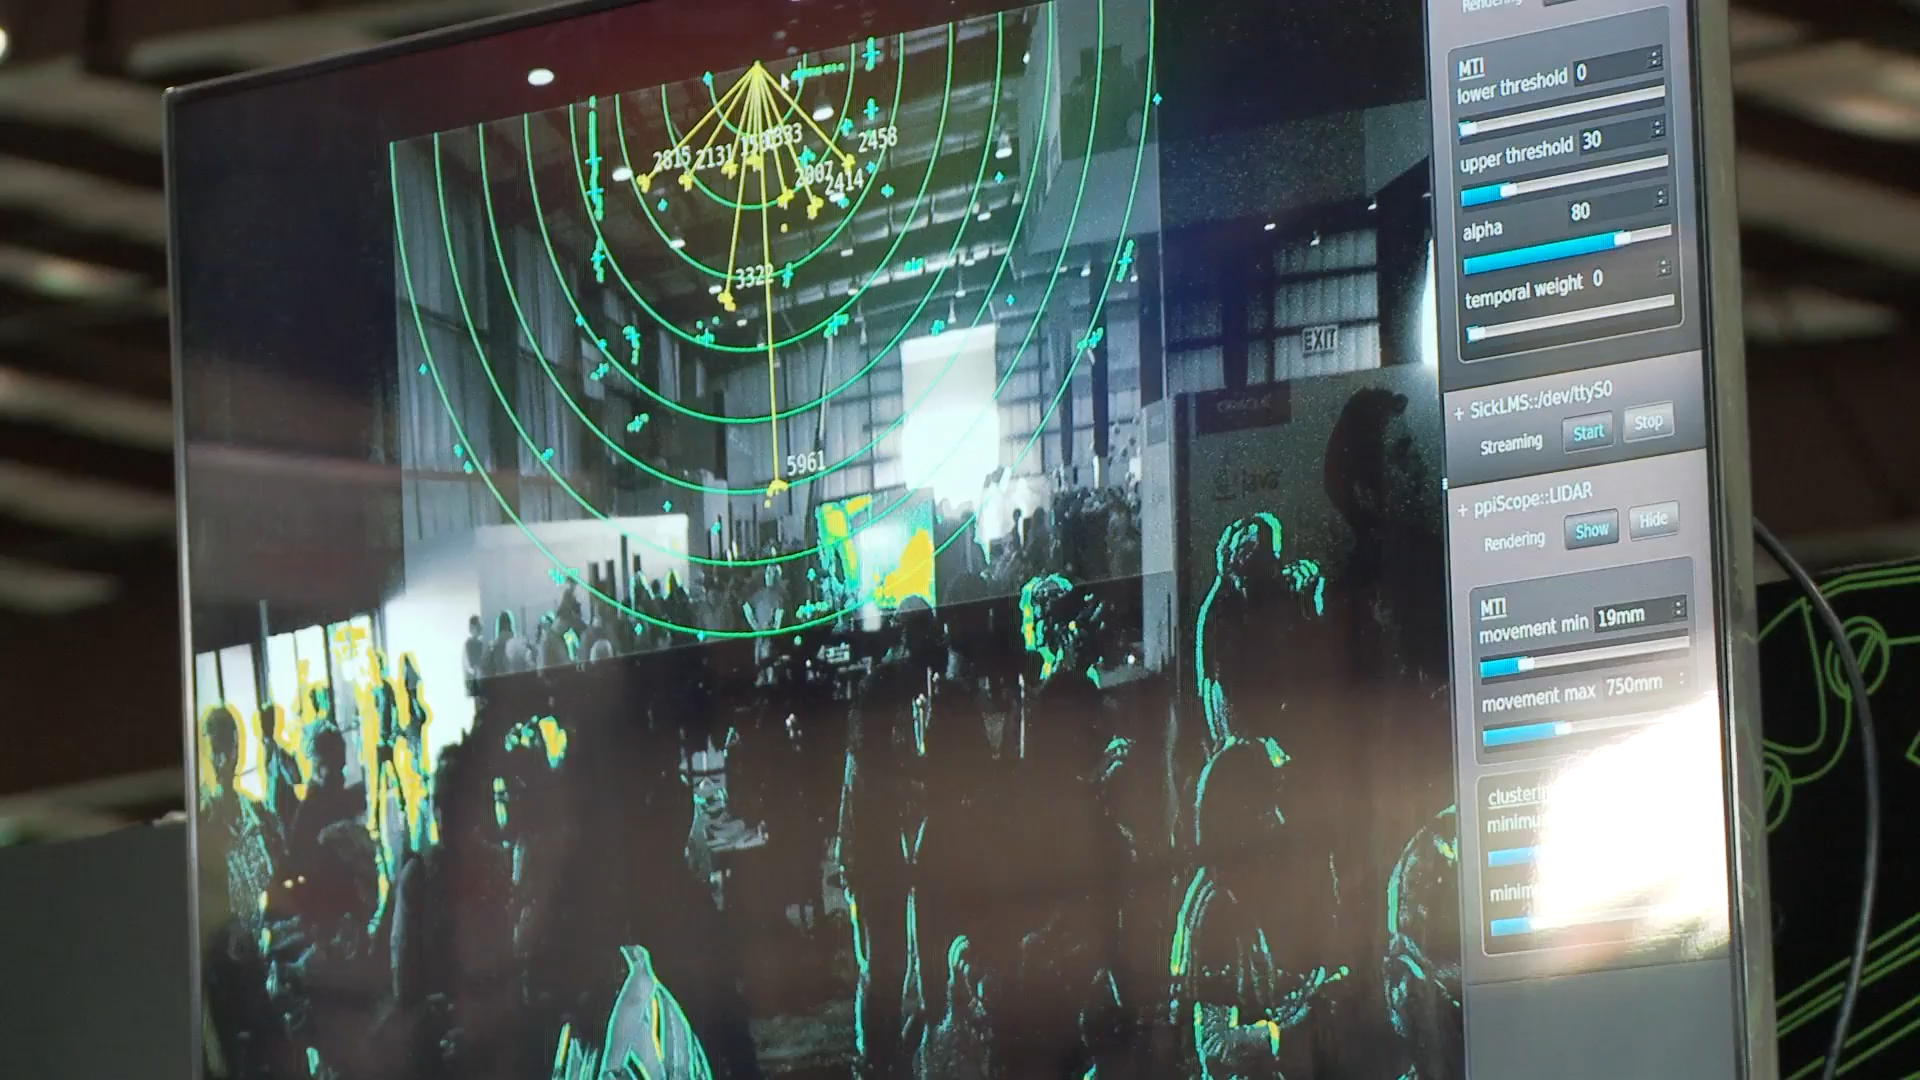 Rendering
MTI
lower threshold 0
upper threshold 30
alpha 80
temporal weight 0
+ SickLMS::/dev/ttyS0
Streaming Start Stop
+ ppiScope::LIDAR
Rendering Show Hide
MTI
movement min 19mm
movement max 750mm
2815 2131
2458
2414
3322
5961
EXIT
ORACLE
java